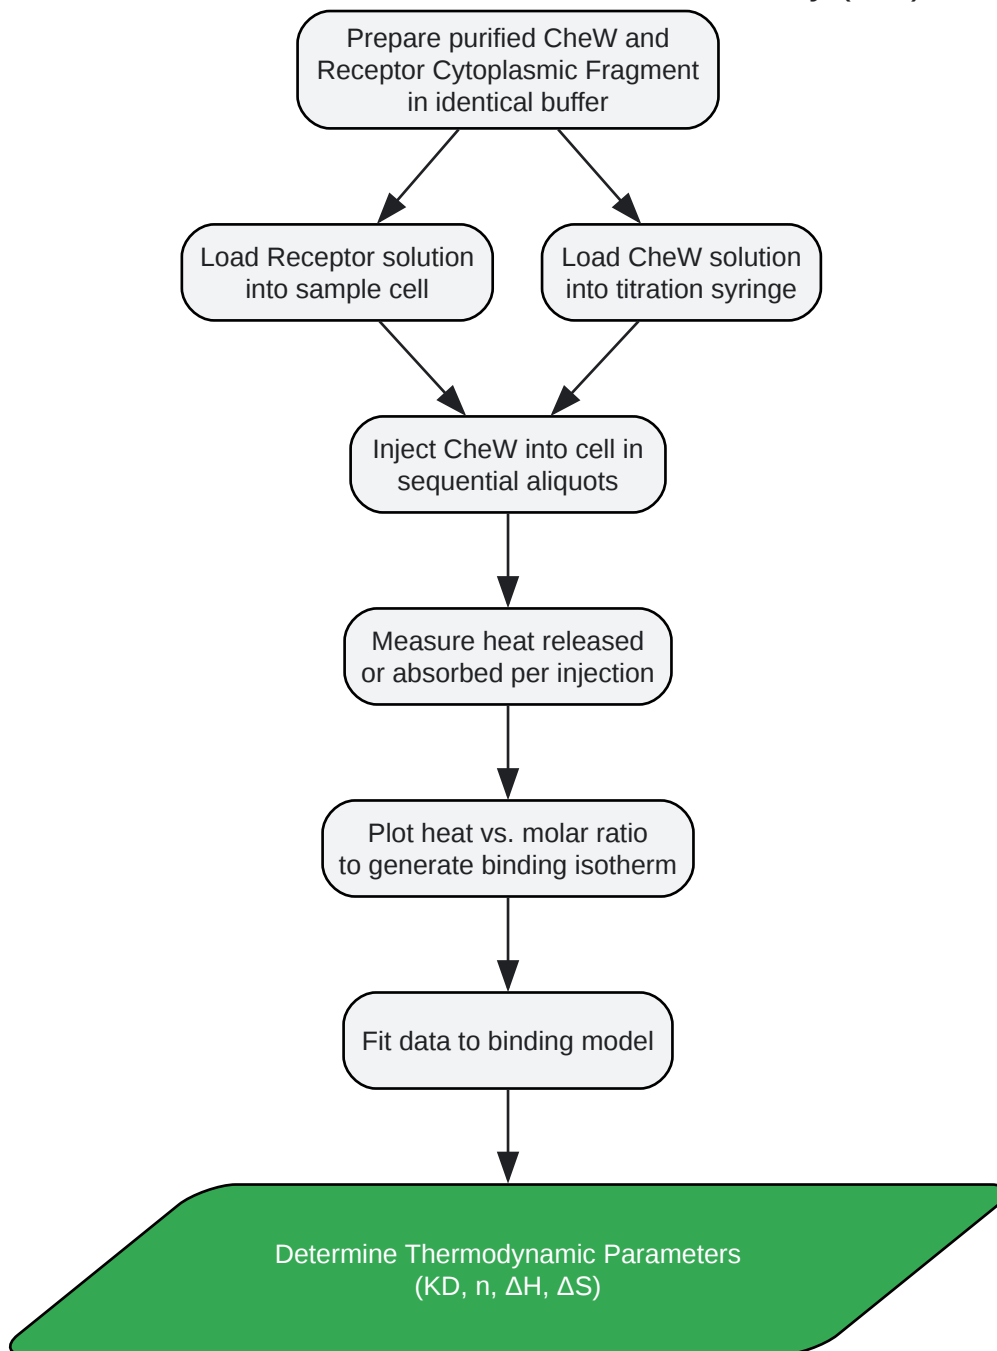 Prepare purified CheW and
Receptor Cytoplasmic Fragment
in identical buffer
Load Receptor solution
into sample cell
Load CheW solution
into titration syringe
Inject CheW into cell in
sequential aliquots
Measure heat released
or absorbed per injection
Plot heat vs. molar ratio
to generate binding isotherm
Fit data to binding model
Determine Thermodynamic Parameters
(KD, n, ΔH, ΔS)